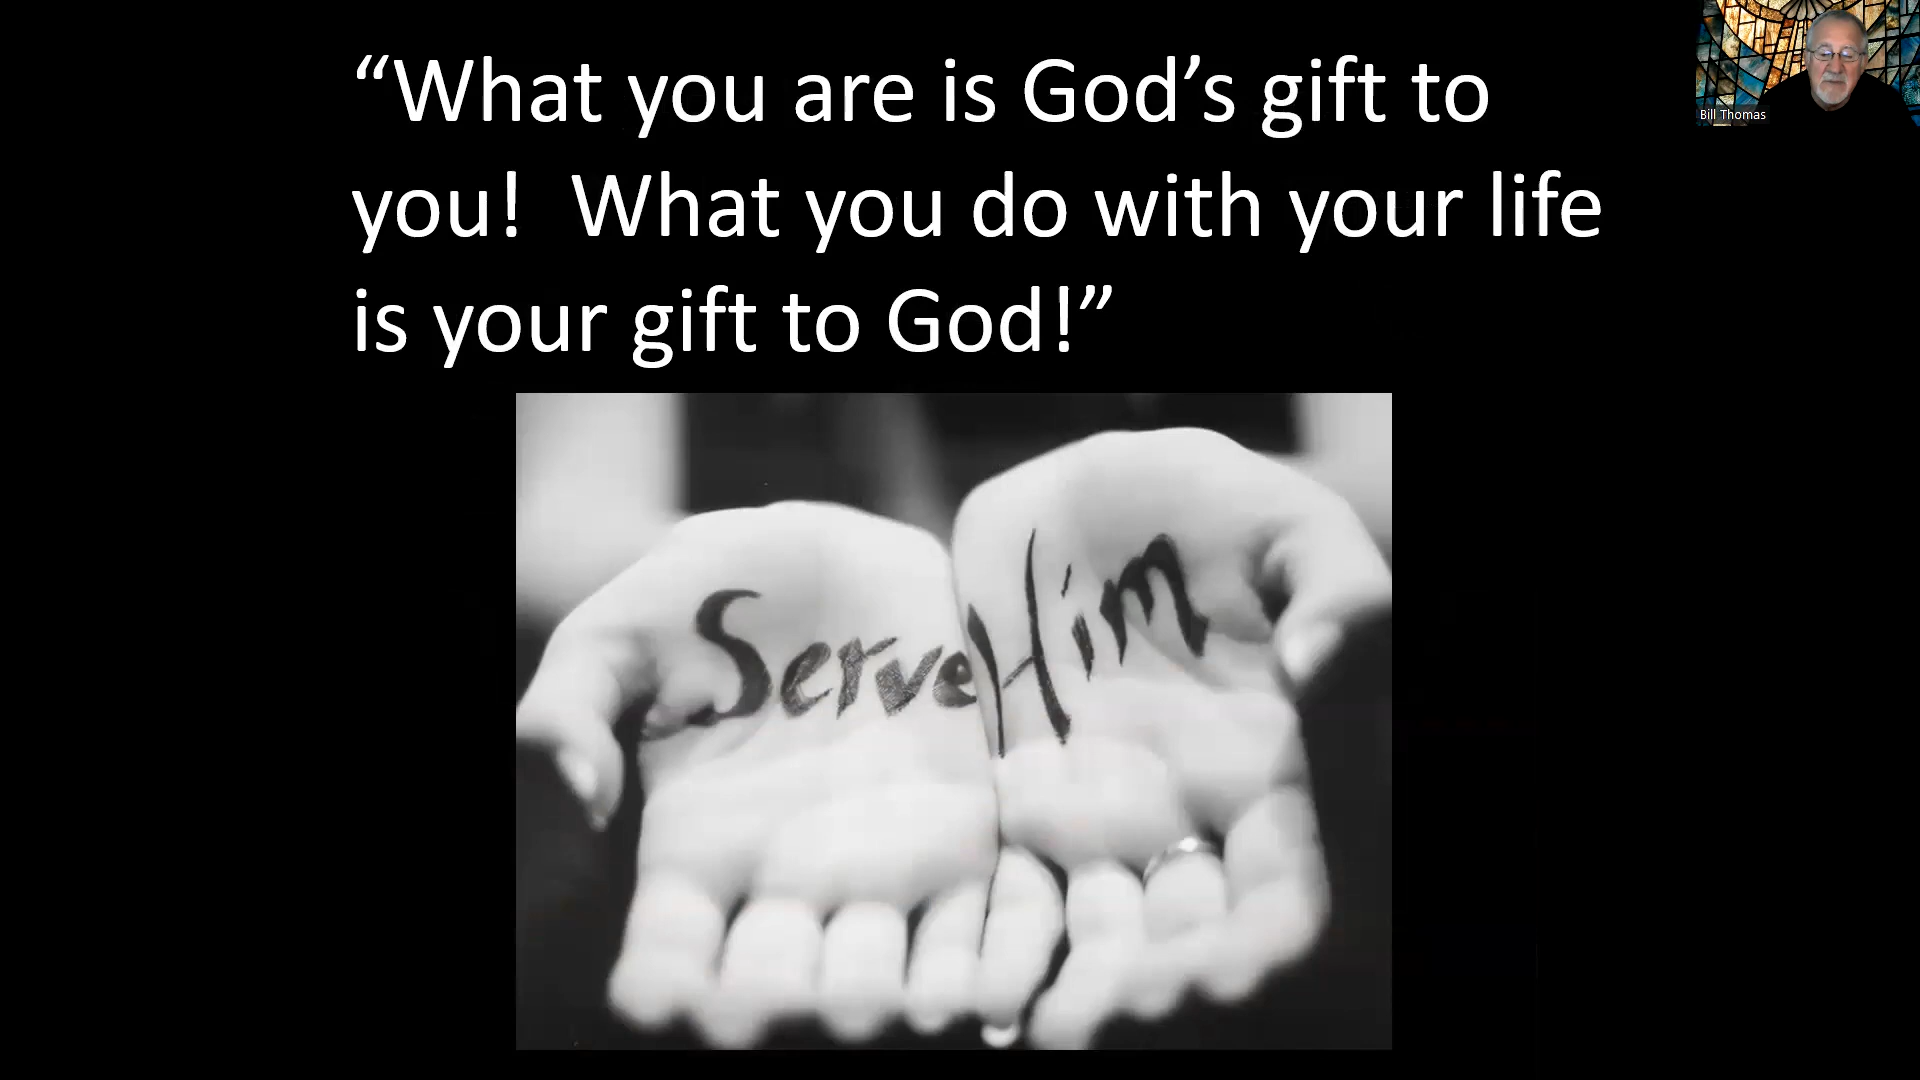 “What you are is God’s gift to
you!  What you do with your life
is your gift to God!”
Bill Thomas
Serve Him